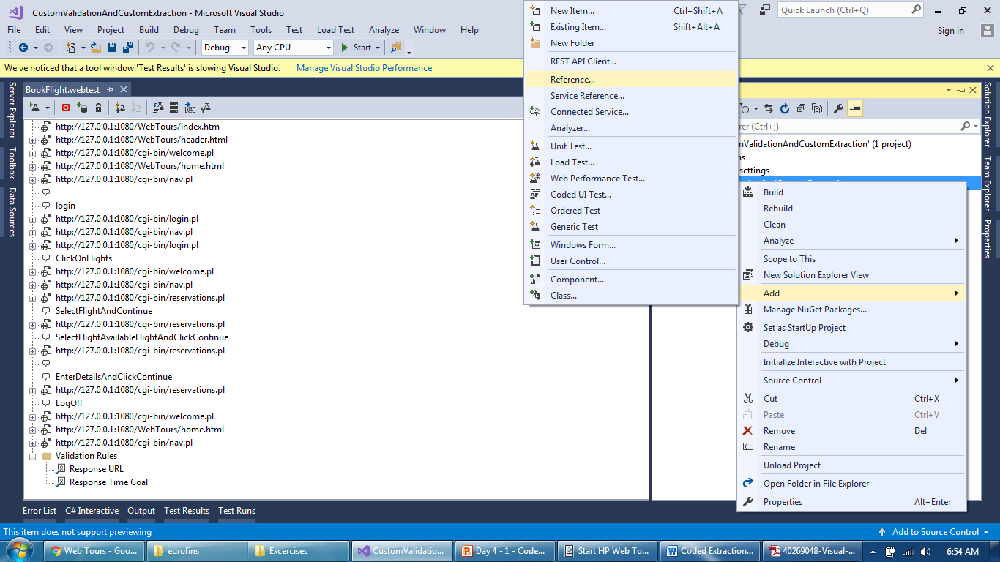 CustomValidationAndCustomExtraction - Microsoft Visual Studio
Quick Launch (Ctrl+Q)
File Edit View Project Build Debug Team Tools Test Load Test Analyze Window Help
Sign in
Debug Any CPU Start
We've noticed that a tool window 'Test Results' is slowing Visual Studio. Manage Visual Studio Performance
Server Explorer
Toolbox
Data Sources
BookFlight.webtest
http://127.0.0.1:1080/WebTours/index.htm
http://127.0.0.1:1080/WebTours/header.html
http://127.0.0.1:1080/cgi-bin/welcome.pl
http://127.0.0.1:1080/WebTours/home.html
http://127.0.0.1:1080/cgi-bin/nav.pl
login
http://127.0.0.1:1080/cgi-bin/login.pl
http://127.0.0.1:1080/cgi-bin/nav.pl
http://127.0.0.1:1080/cgi-bin/login.pl
ClickOnFlights
http://127.0.0.1:1080/cgi-bin/welcome.pl
http://127.0.0.1:1080/cgi-bin/nav.pl
http://127.0.0.1:1080/cgi-bin/reservations.pl
SelectFlightAndContinue
http://127.0.0.1:1080/cgi-bin/reservations.pl
SelectFlightAvailableFlightAndClickContinue
http://127.0.0.1:1080/cgi-bin/reservations.pl
EnterDetailsAndClickContinue
http://127.0.0.1:1080/cgi-bin/reservations.pl
LogOff
http://127.0.0.1:1080/cgi-bin/welcome.pl
http://127.0.0.1:1080/WebTours/home.html
http://127.0.0.1:1080/cgi-bin/nav.pl
Validation Rules
Response URL
Response Time Goal
New Item... Ctrl+Shift+A
Existing Item... Shift+Alt+A
New Folder
REST API Client...
Reference...
Service Reference...
Connected Service...
Analyzer...
Unit Test...
Load Test...
Web Performance Test...
Coded UI Test...
Ordered Test
Generic Test
Windows Form...
User Control...
Component...
Class...
rer (Ctrl+;)
mValidationAndCustomExtraction' (1 project)
ns
settings
Build
Rebuild
Clean
Analyze
Scope to This
New Solution Explorer View
Add
Manage NuGet Packages...
Set as StartUp Project
Debug
Initialize Interactive with Project
Source Control
Cut Ctrl+X
Paste Ctrl+V
Remove Del
Rename
Unload Project
Open Folder in File Explorer
Properties Alt+Enter
Solution Explorer
Team Explorer
Properties
Error List C# Interactive Output Test Results Test Runs
This item does not support previewing
Add to Source Control
Web Tours - Goo... eurofins Excercises CustomValidatio... Day 4 - 1 - Code... Start HP Web To... Coded Extraction... 40269048-Visual-... 6:54 AM